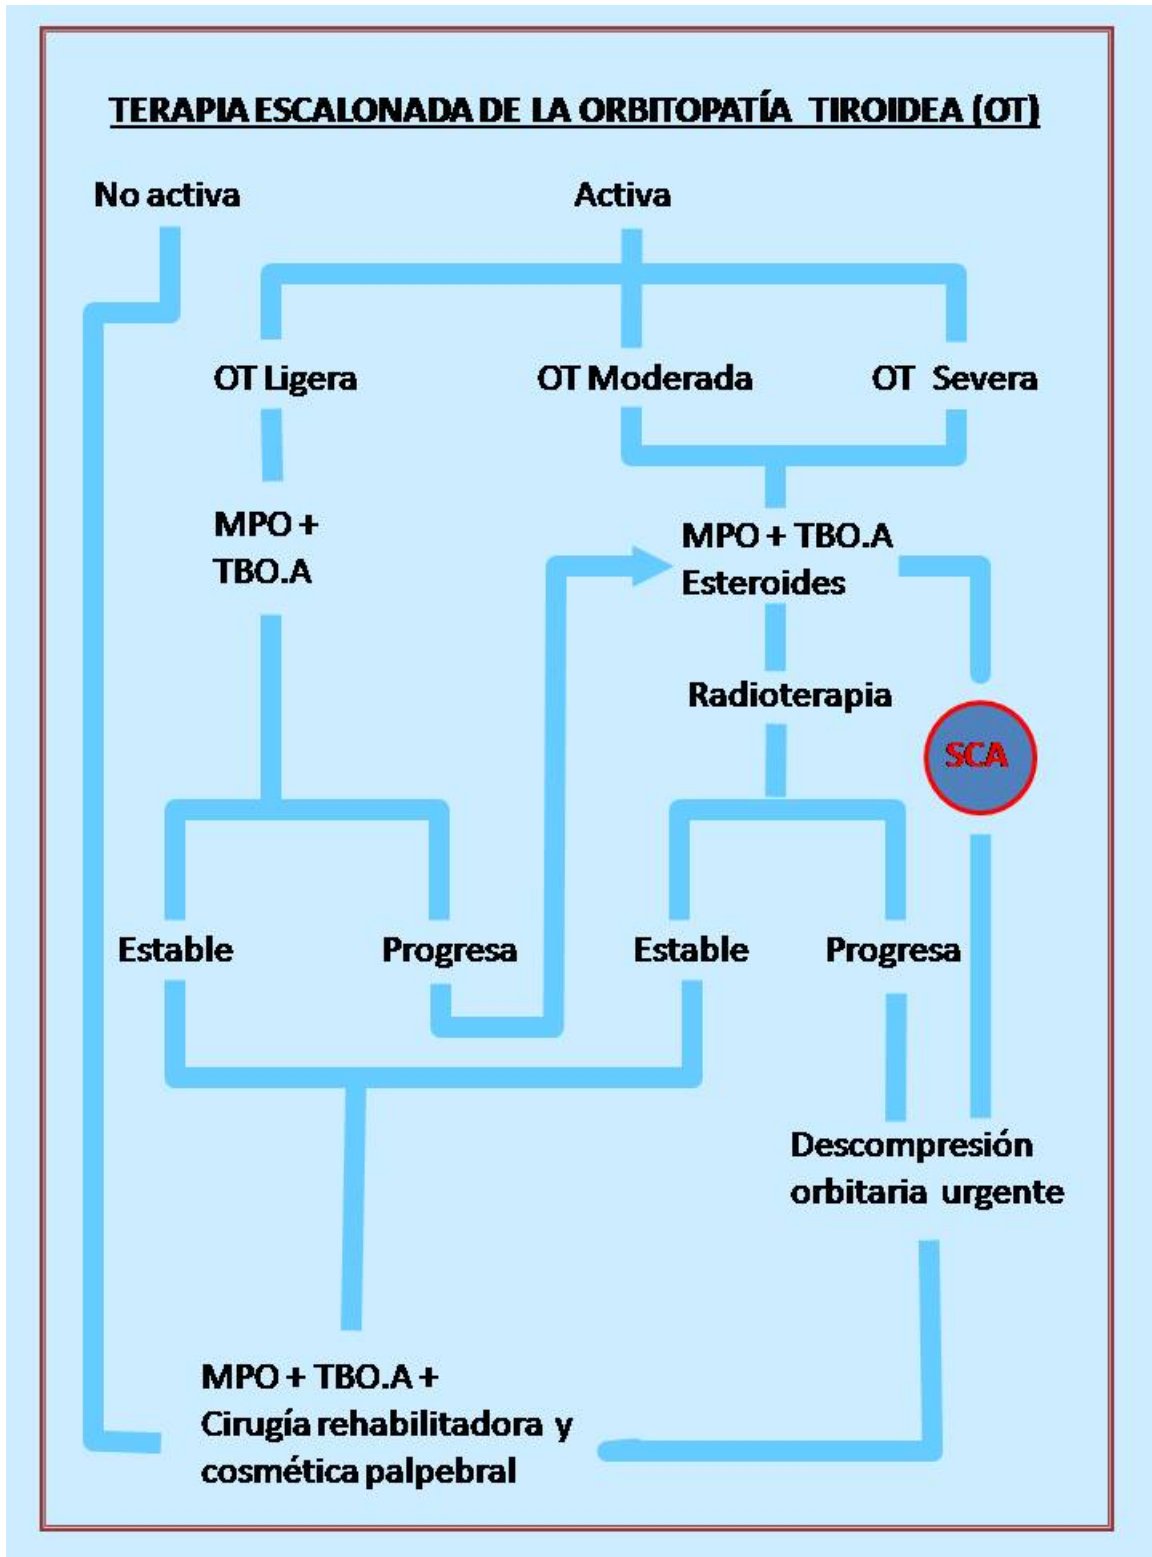 TERAPIA ESCALONADA DE LA ORBITOPATÍA TIROIDEA (OT)
No activa
Activa
OT Ligera
OT Moderada
OT Severa
MPO +
TBO.A
MPO + TBO.A
Esteroides
Radioterapia
SCA
Estable
Progresa
Estable
Progresa
Descompresión
orbitaria urgente
MPO + TBO.A +
Cirugía rehabilitadora y
cosmética palpebral